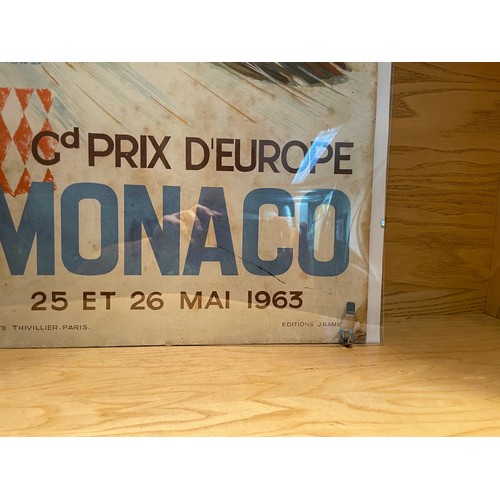 Gd PRIX D'EUROPE
MONACO
25 ET 26 MAI 1963
THIVILLIER. PARIS.
EDITIONS